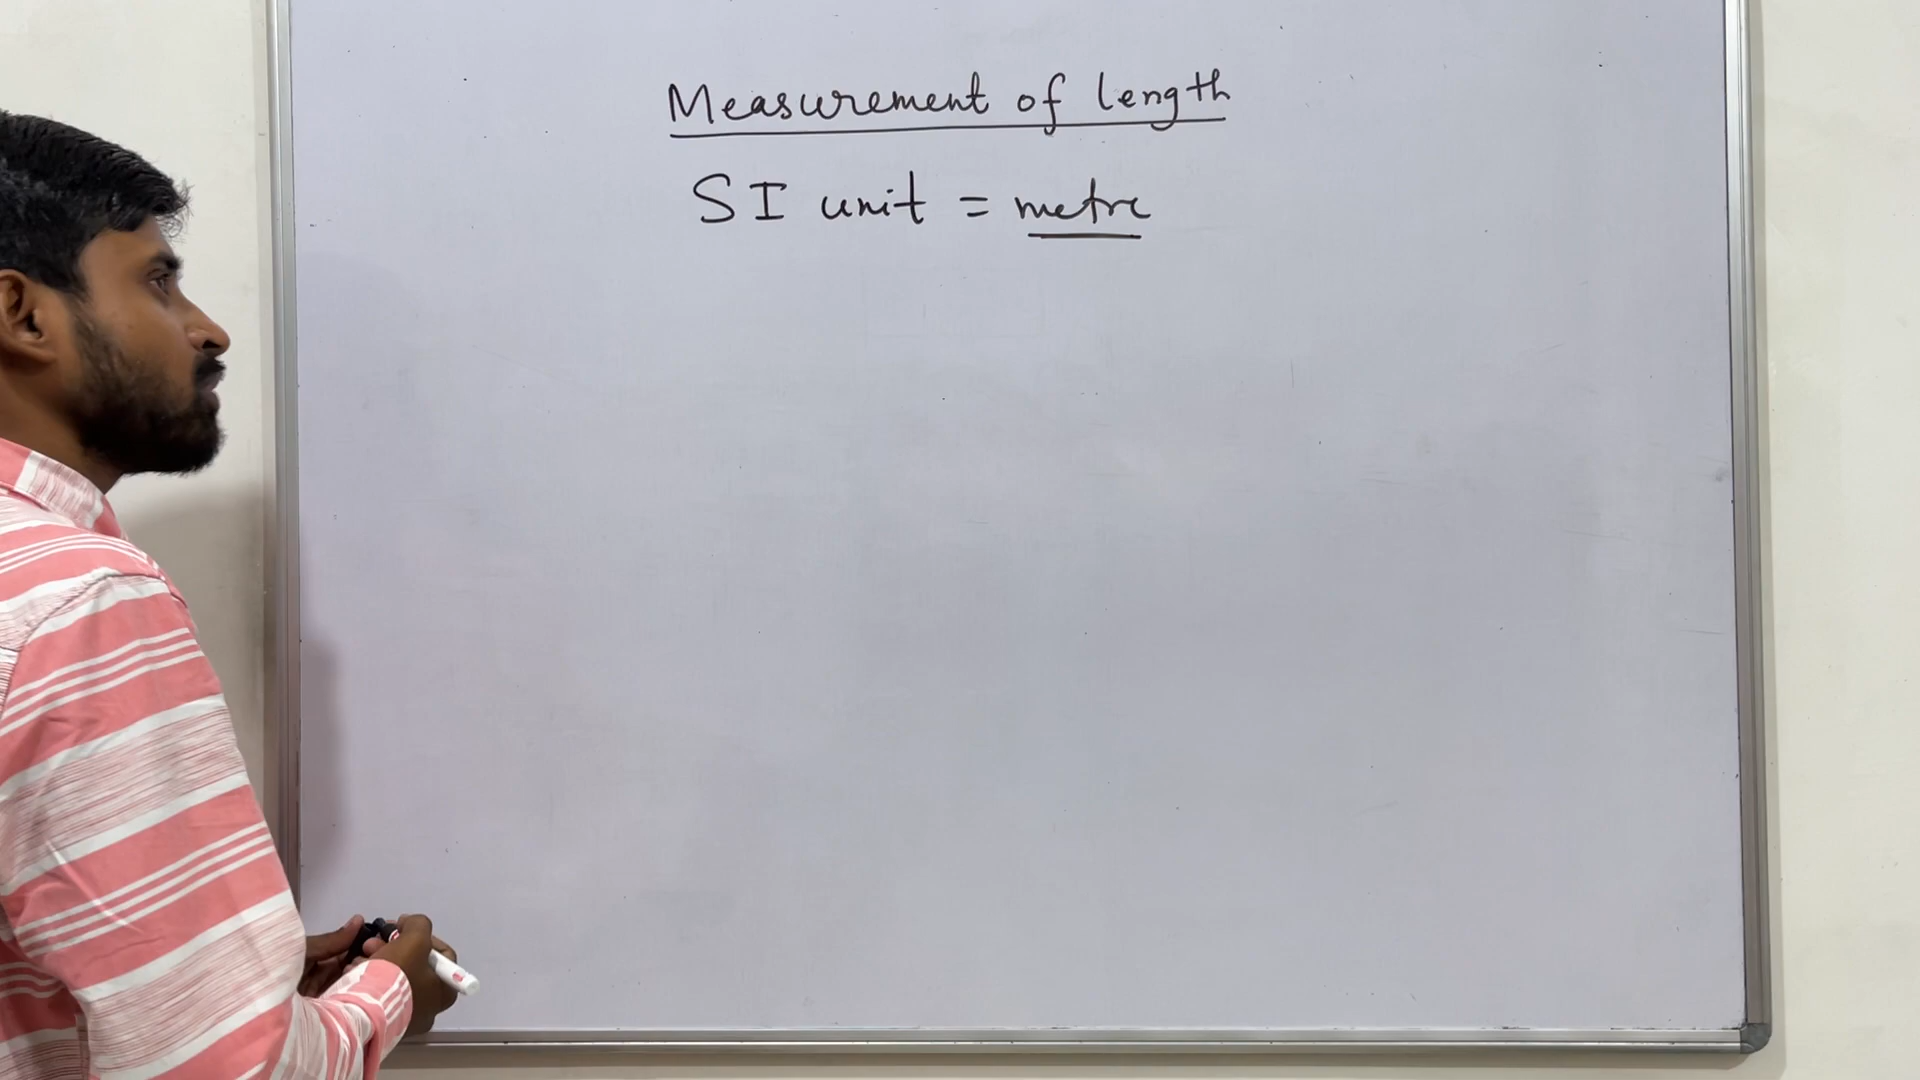 Measurement of length
SI unit = metre